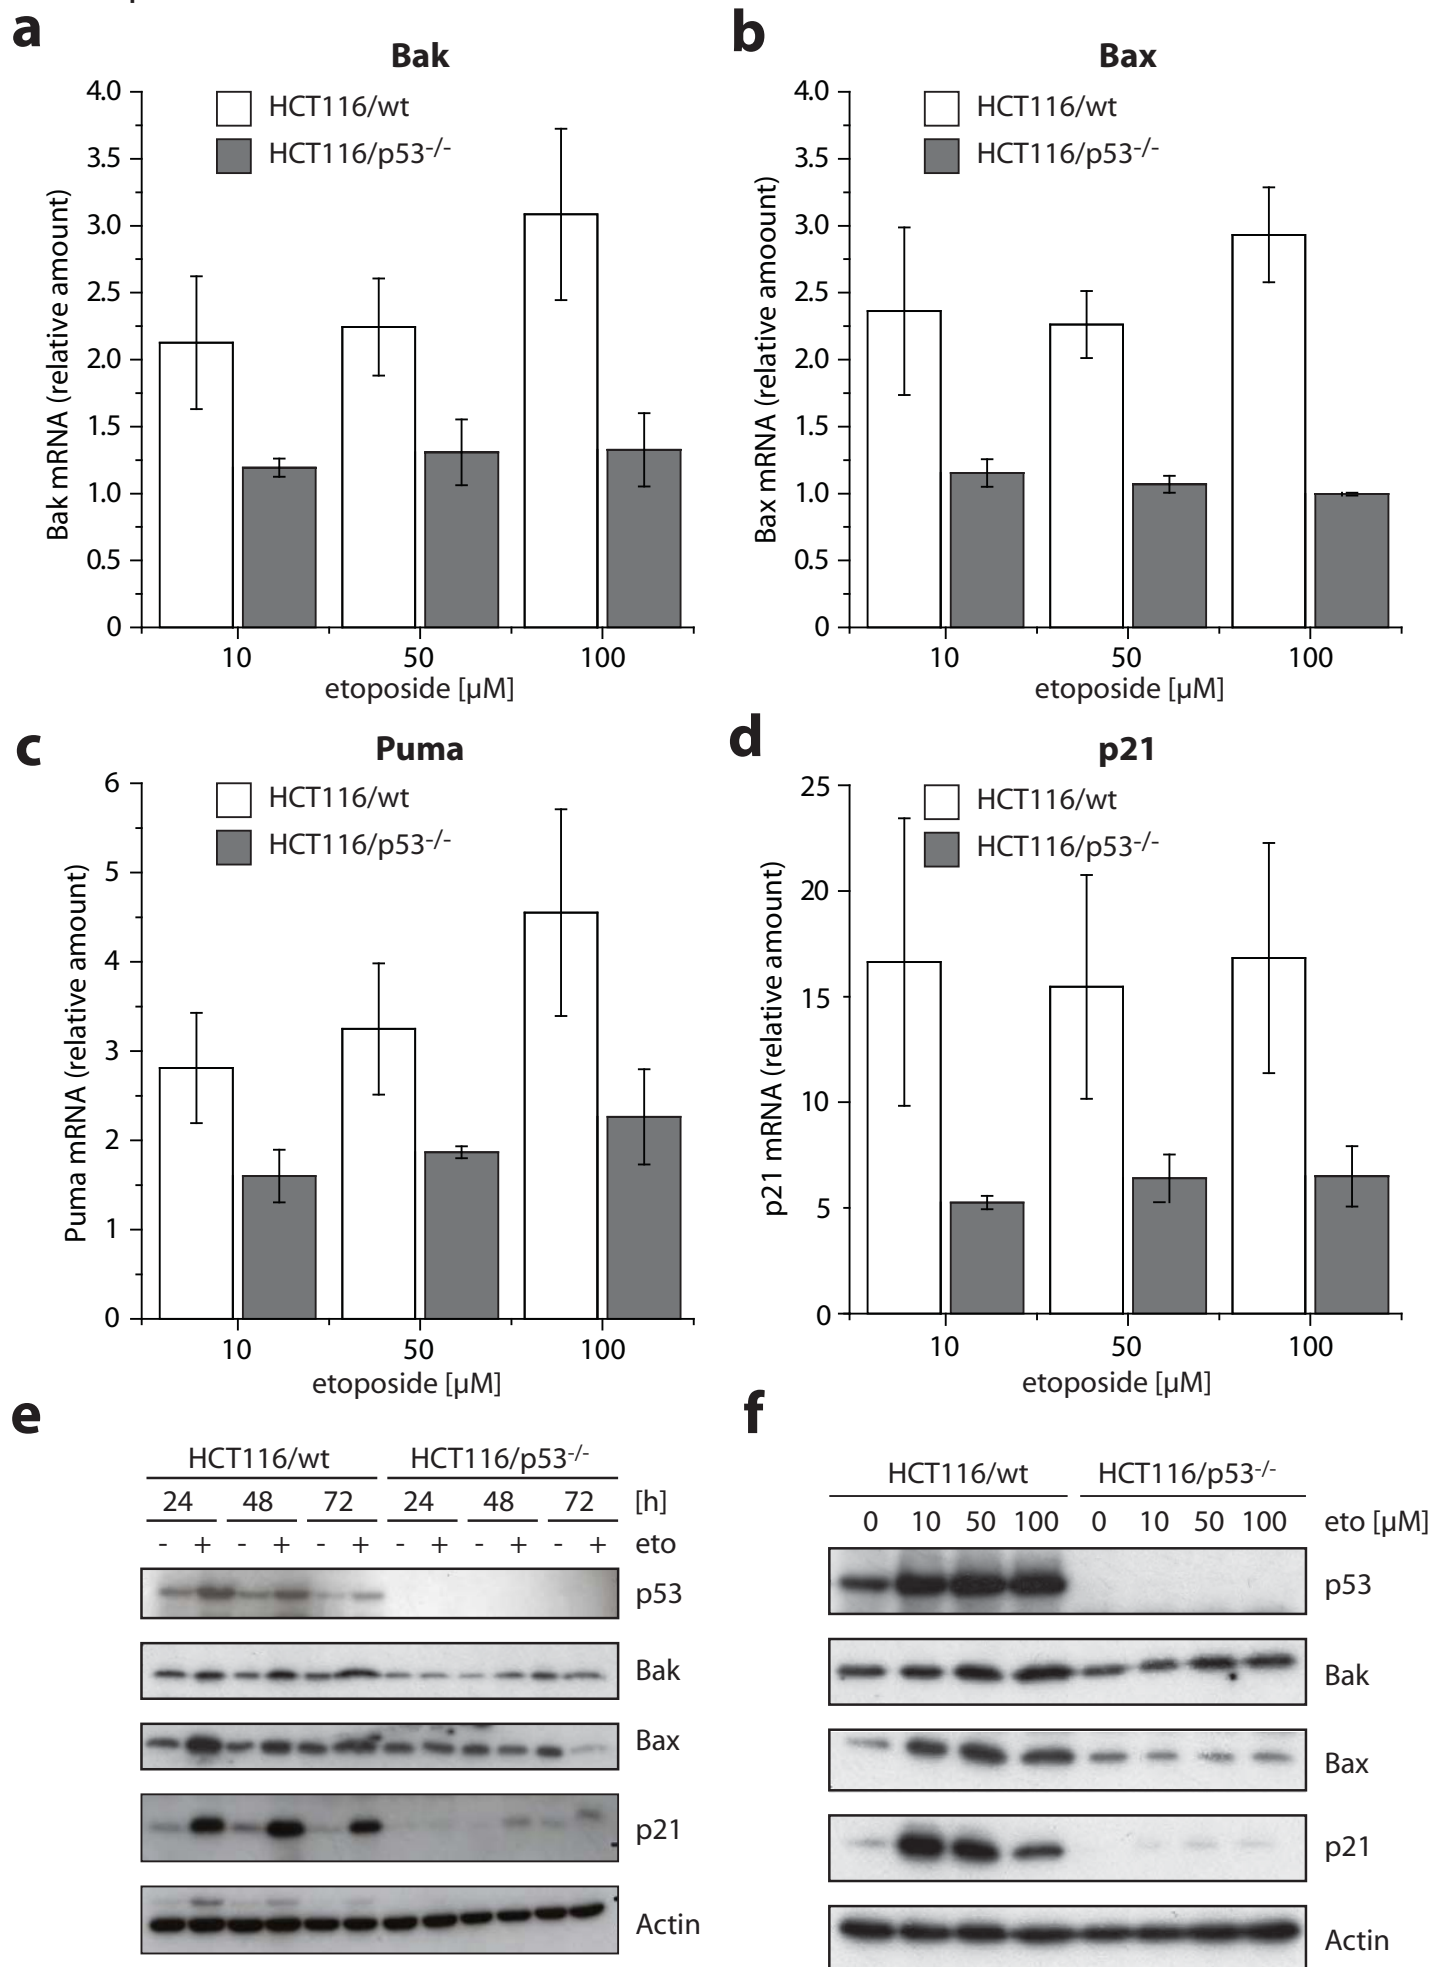 a
Bak
4.0
3.5
3.0
2.5
2.0
1.5
1.0
0.5
0
Bak mRNA (relative amount)
HCT116/wt
HCT116/p53-/-
10 50 100
etoposide [µM]
b
Bax
4.0
3.5
3.0
2.5
2.0
1.5
1.0
0.5
0
Bax mRNA (relative amoount)
HCT116/wt
HCT116/p53-/-
10 50 100
etoposide [µM]
c
Puma
6
5
4
3
2
1
0
Puma mRNA (relative amount)
HCT116/wt
HCT116/p53-/-
10 50 100
etoposide [µM]
d
p21
25
20
15
10
5
0
p21 mRNA (relative amount)
HCT116/wt
HCT116/p53-/-
10 50 100
etoposide [µM]
e
HCT116/wt HCT116/p53-/-
24 48 72 24 48 72 [h]
- + - + - + - + - + - + eto
p53
Bak
Bax
p21
Actin
f
HCT116/wt HCT116/p53-/-
0 10 50 100 0 10 50 100 eto [µM]
p53
Bak
Bax
p21
Actin